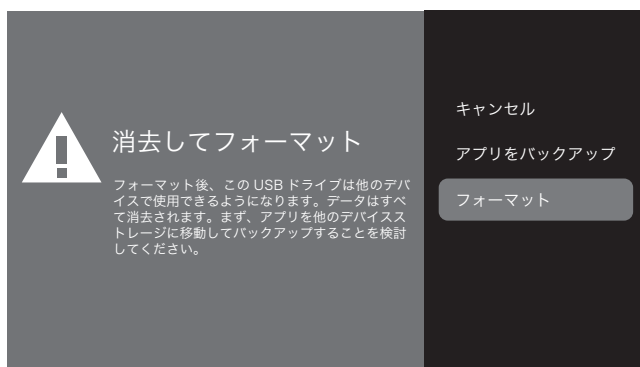 消去してフォーマット
フォーマット後、この USB ドライブは他のデバ
イスで使用できるようになります。データはすべ
て消去されます。まず、アプリを他のデバイスス
トレージに移動してバックアップすることを検討
してください。
キャンセル
アプリをバックアップ
フォーマット